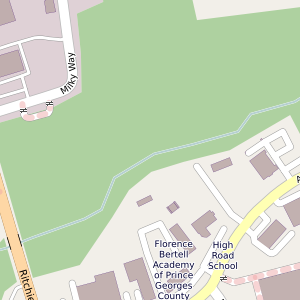 Milky Way
Florence
Bertell
Academy
of Prince
Georges
County
High
Road
School
Ritchie